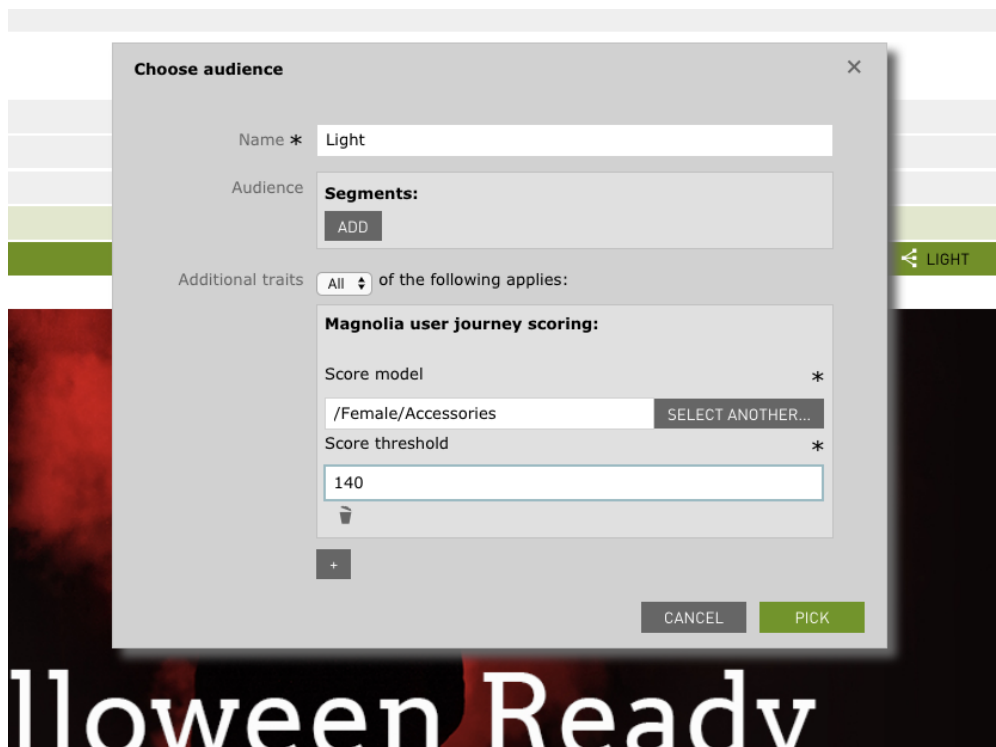 Choose audience ×
Name * Light
Audience Segments:
ADD
LIGHT
Additional traits All of the following applies:
Magnolia user journey scoring:
Score model *
/Female/Accessories SELECT ANOTHER...
Score threshold *
140
+
CANCEL PICK
lloween Ready